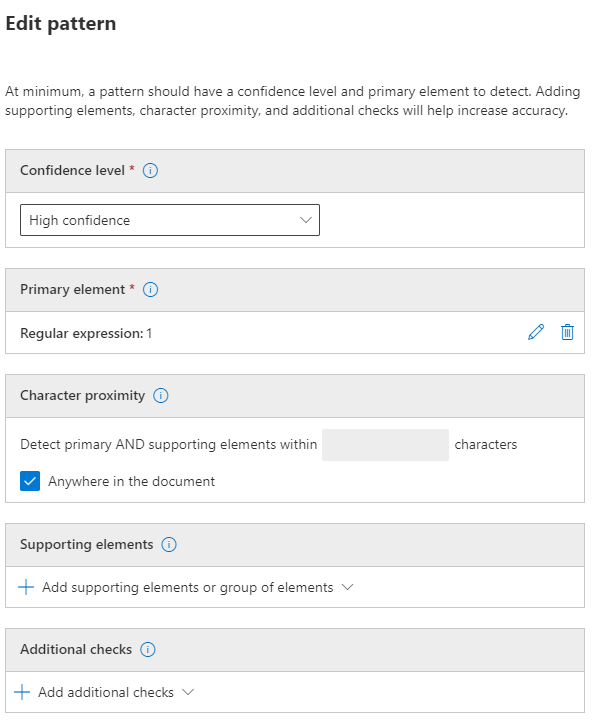 Edit pattern
At minimum, a pattern should have a confidence level and primary element to detect. Adding
supporting elements, character proximity, and additional checks will help increase accuracy.
Confidence level *
High confidence
Primary element *
Regular expression: 1
Character proximity
Detect primary AND supporting elements within characters
Anywhere in the document
Supporting elements
Add supporting elements or group of elements
Additional checks
Add additional checks